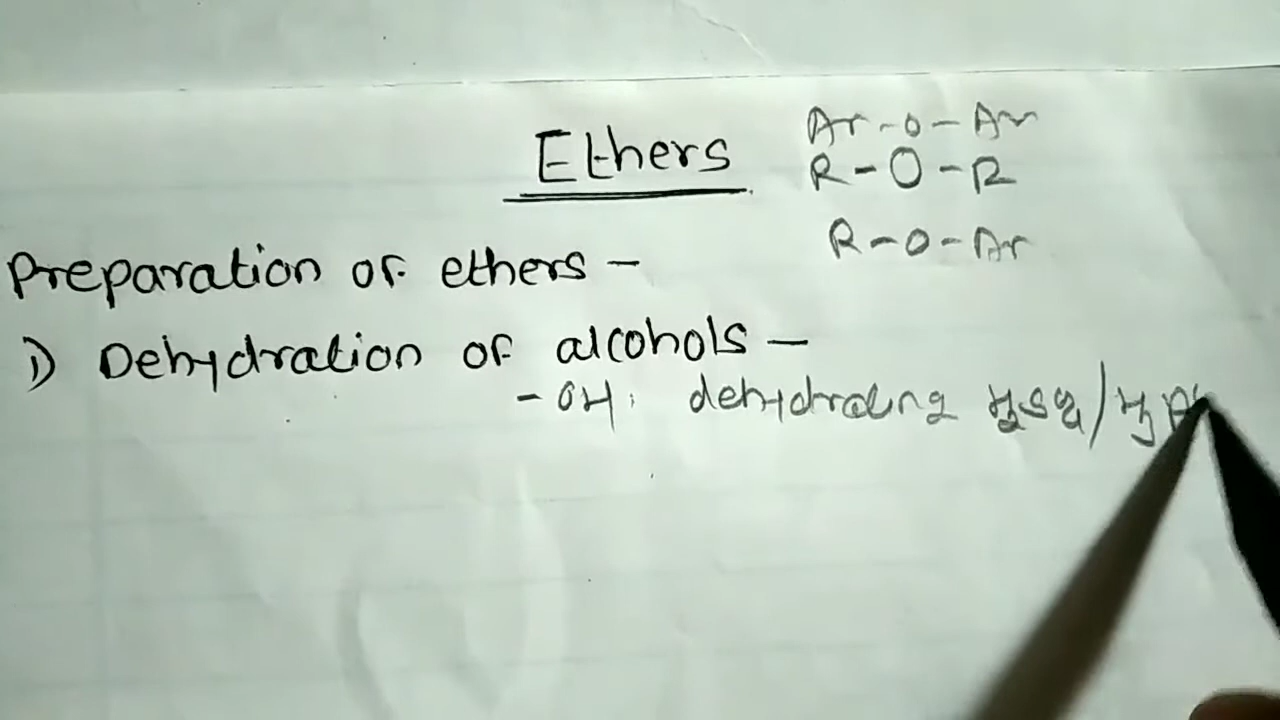 Ethers
Ar-O-Ar
R-O-R
R-O-Ar
Preparation of ethers -
1) Dehydration of alcohols -
-OH, dehydrating H2SO4 /